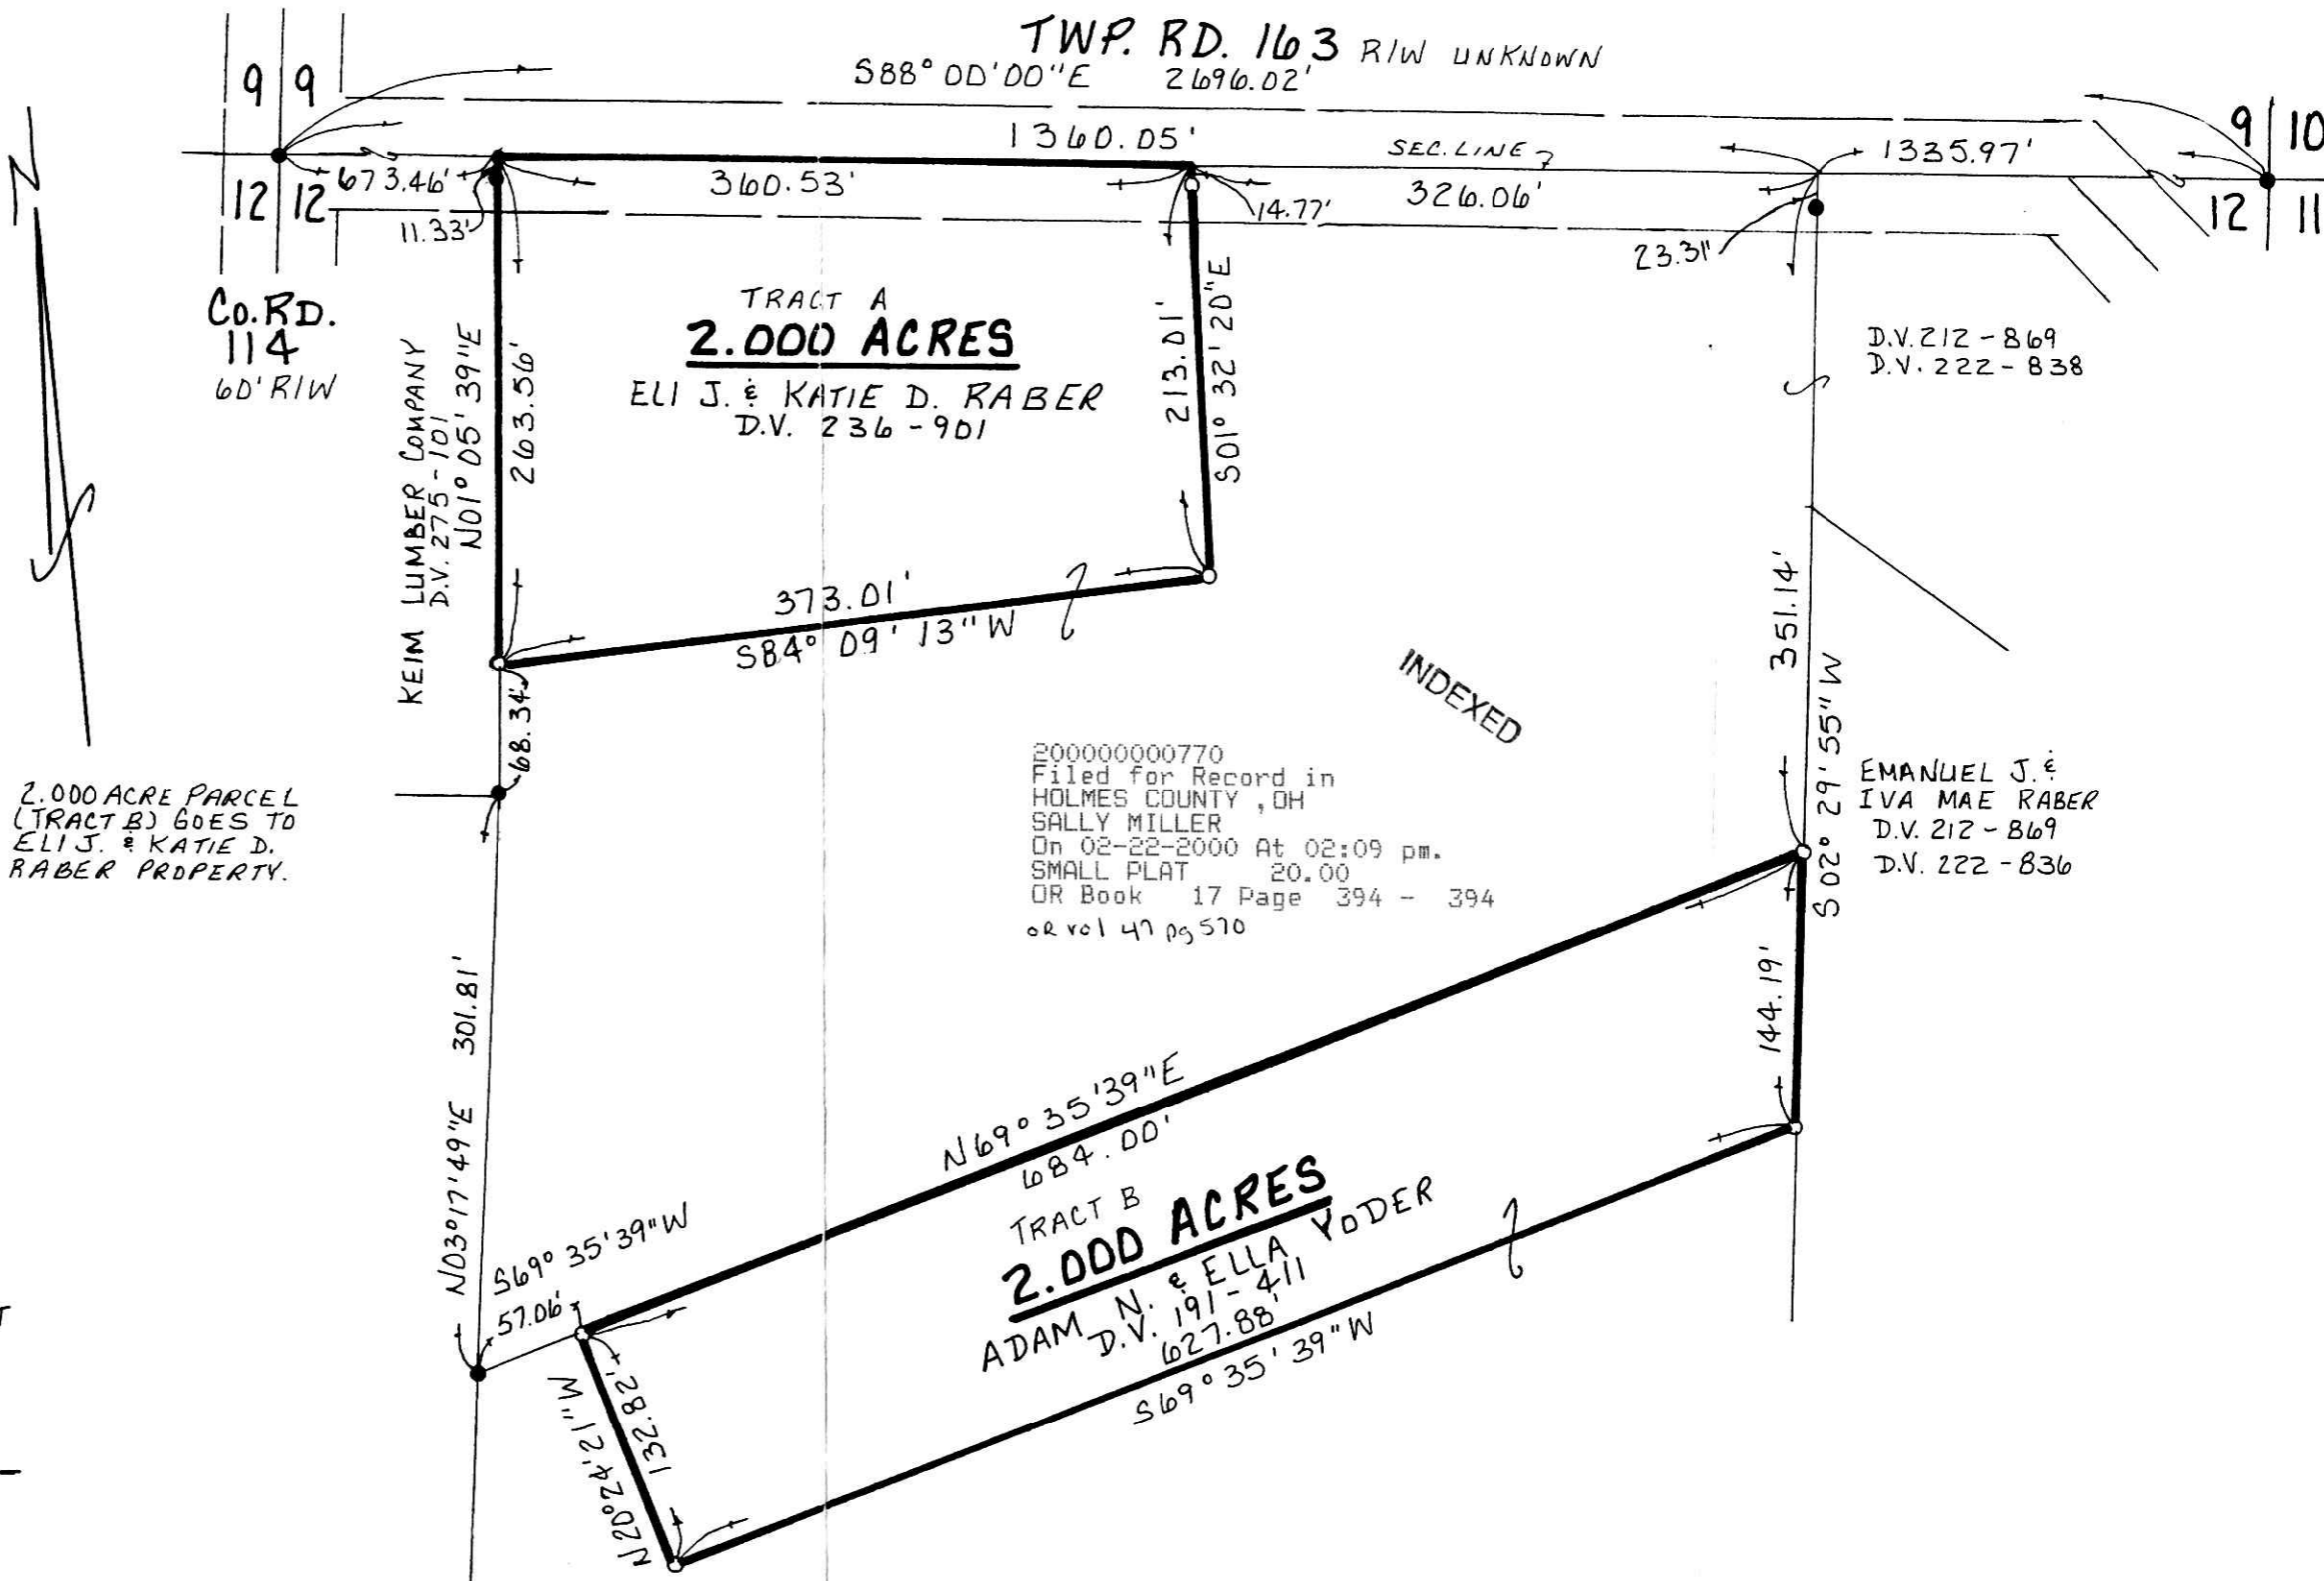 TWP. RD. 163 R/W UNKNOWN
S88° 00' 00"E 2696.02'
9 9
12 12
9 10
12 11
1360.05'
SEC. LINE
1335.97'
673.46'
360.53'
14.77'
326.06'
11.33'
23.31'
N
Co. RD.
114
60' R/W
TRACT A
2.000 ACRES
ELI J. & KATIE D. RABER
D.V. 236-901
KEIM LUMBER COMPANY
D.V. 275-101
N01° 05' 39"E
263.56'
213.01'
S01° 32' 20"E
D.V. 212-869
D.V. 222-838
373.01'
S84° 09' 13"W
68.34'
351.14'
S 02° 29' 55" W
INDEXED
2.000 ACRE PARCEL
(TRACT B) GOES TO
ELI J. & KATIE D.
RABER PROPERTY.
200000000770
Filed for Record in
HOLMES COUNTY , OH
SALLY MILLER
On 02-22-2000 At 02:09 pm.
SMALL PLAT 20.00
OR Book 17 Page 394 - 394
OR vol 47 pg 570
EMANUEL J. &
IVA MAE RABER
D.V. 212-869
D.V. 222-836
N03°17'49"E 301.81'
144.19'
N69° 35'39"E
684.00'
S69° 35'39"W
57.06'
TRACT B
2.000 ACRES
ADAM N. & ELLA YODER
D.V. 191-411
627.88'
S69° 35' 39"W
N20°24'21"W
132.82'